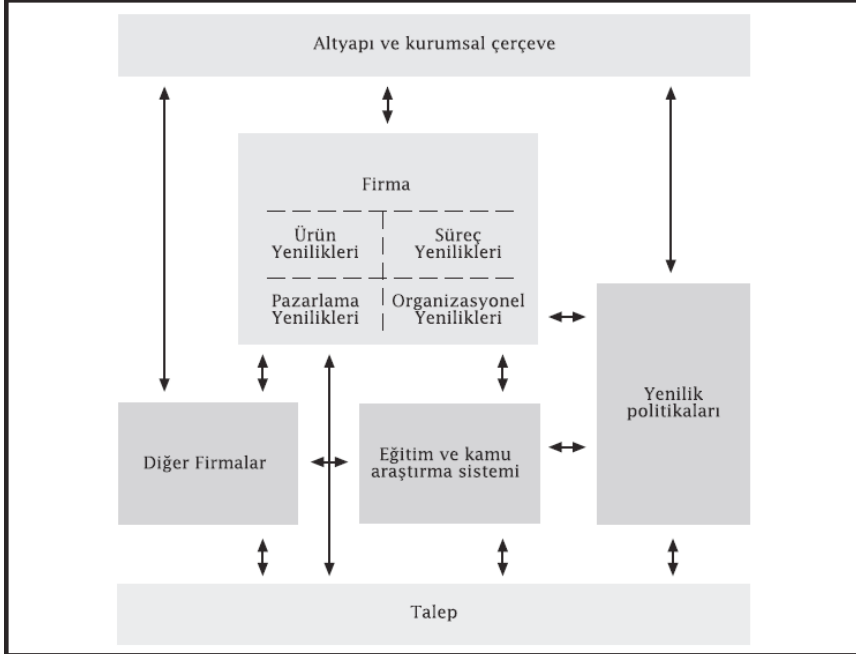 Altyapı ve kurumsal çerçeve
Firma
Ürün
Yenilikleri
Süreç
Yenilikleri
Pazarlama
Yenilikleri
Organizasyonel
Yenilikleri
Yenilik
politikaları
Diğer Firmalar
Eğitim ve kamu
araştırma sistemi
Talep